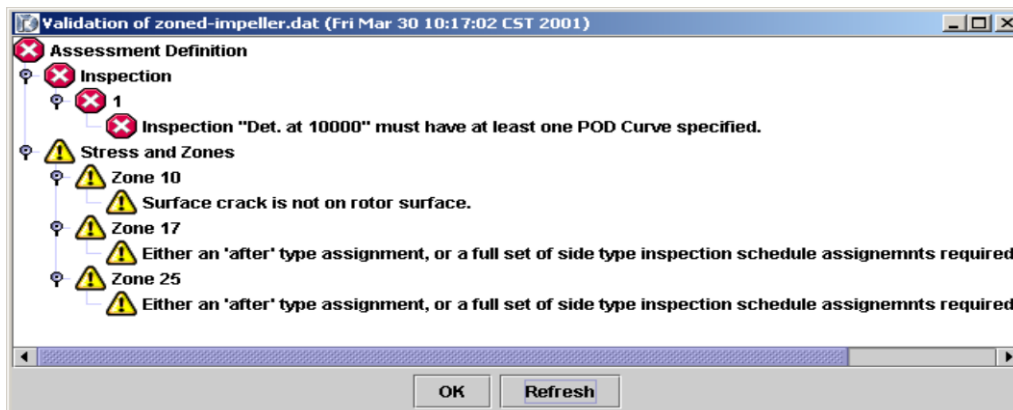 Validation of zoned-impeller.dat (Fri Mar 30 10:17:02 CST 2001)
Assessment Definition
Inspection
1
Inspection "Det. at 10000" must have at least one POD Curve specified.
Stress and Zones
Zone 10
Surface crack is not on rotor surface.
Zone 17
Either an 'after' type assignment, or a full set of side type inspection schedule assignemnts required
Zone 25
Either an 'after' type assignment, or a full set of side type inspection schedule assignemnts required
OK Refresh